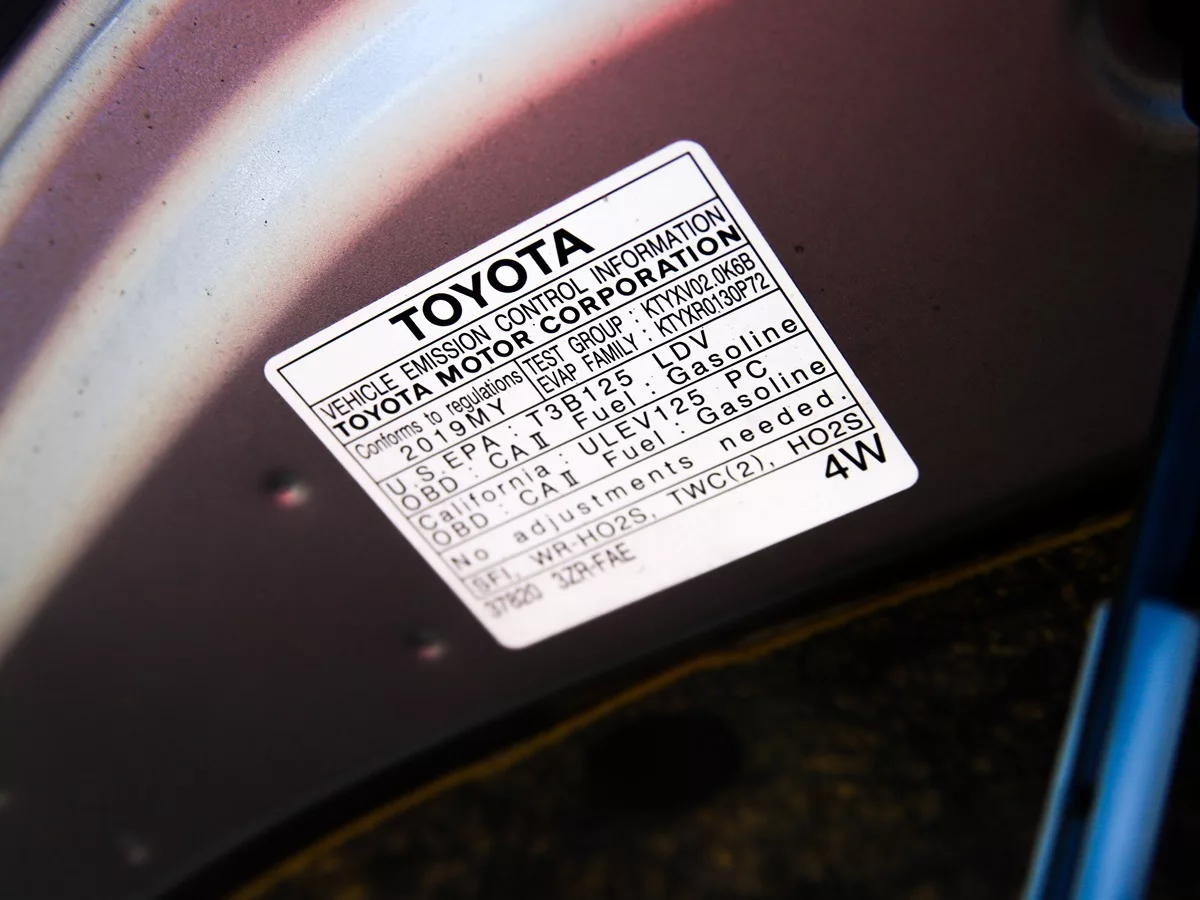 TOYOTA
VEHICLE EMISSION CONTROL INFORMATION
TOYOTA MOTOR CORPORATION
Conforms to regulations
2019MY
TEST GROUP : KTYXV02.0K6B
EVAP FAMILY : KTYXR0130P72
U.S.EPA : T3B125 LDV
OBD : CAⅡ Fuel : Gasoline
California : ULEV125 PC
OBD : CAⅡ Fuel : Gasoline
No adjustments needed.
SFI, WR-HO2S, TWC(2), HO2S
37820 3ZR-FAE 4W